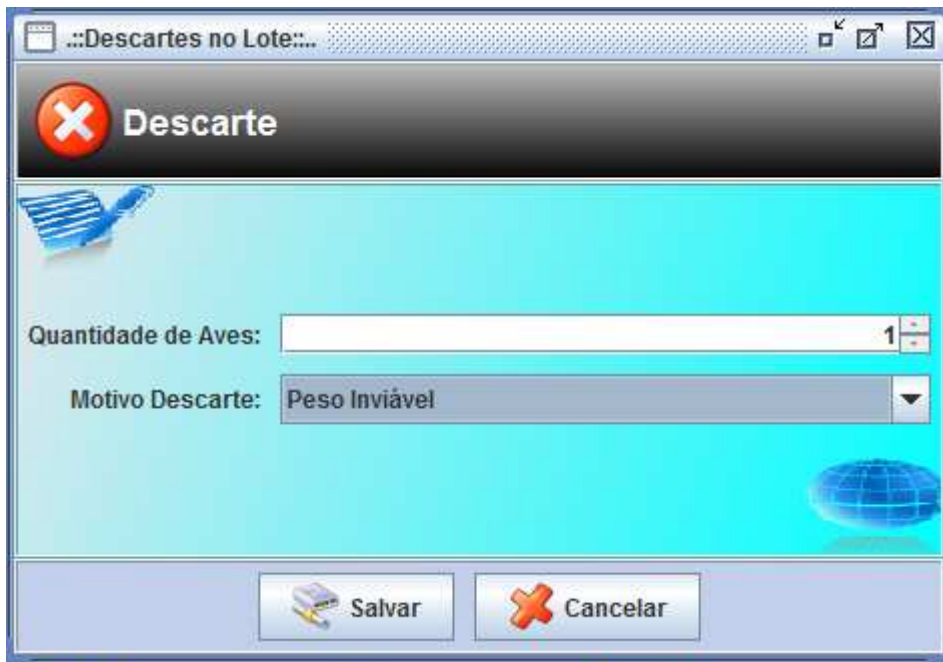 .::Descartes no Lote::..
Descarte
Quantidade de Aves: 1
Motivo Descarte: Peso Inviável
Salvar Cancelar